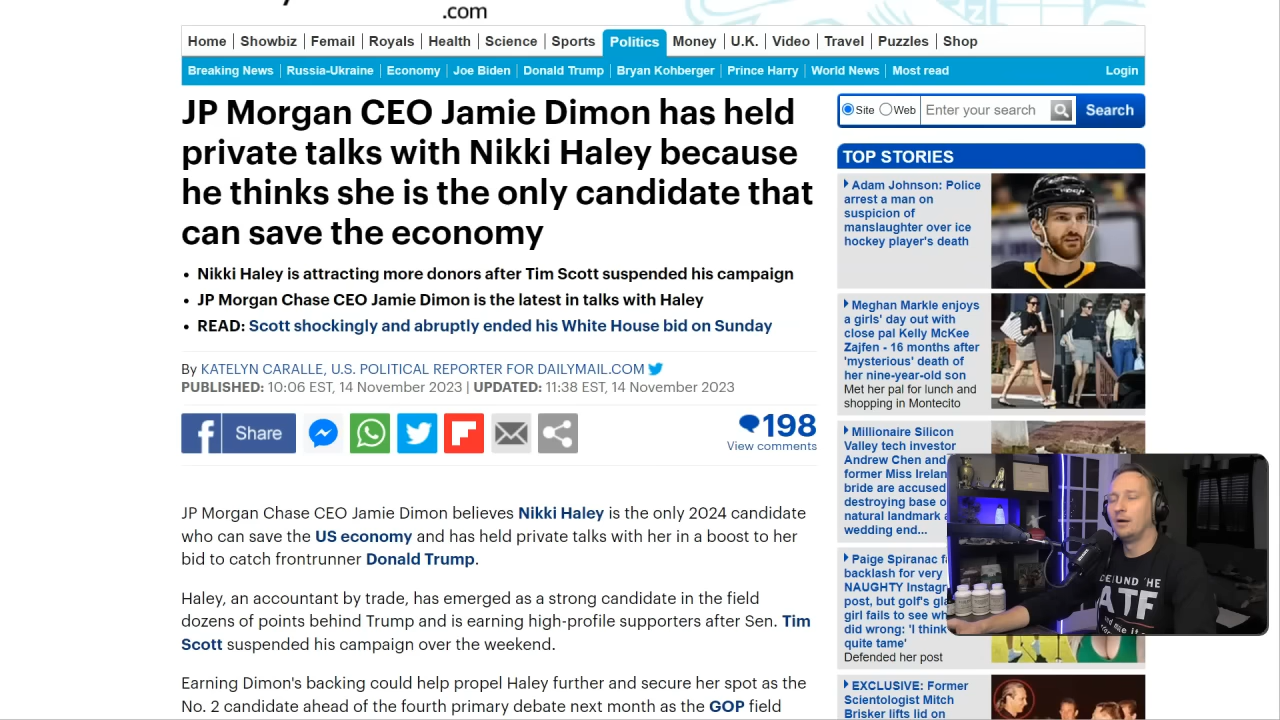 .com
Home Showbiz Femail Royals Health Science Sports Politics Money U.K. Video Travel Puzzles Shop
Breaking News Russia-Ukraine Economy Joe Biden Donald Trump Bryan Kohberger Prince Harry World News Most read Login
JP Morgan CEO Jamie Dimon has held
private talks with Nikki Haley because
he thinks she is the only candidate that
can save the economy
• Nikki Haley is attracting more donors after Tim Scott suspended his campaign
• JP Morgan Chase CEO Jamie Dimon is the latest in talks with Haley
• READ: Scott shockingly and abruptly ended his White House bid on Sunday
By KATELYN CARALLE, U.S. POLITICAL REPORTER FOR DAILYMAIL.COM
PUBLISHED: 10:06 EST, 14 November 2023 | UPDATED: 11:38 EST, 14 November 2023
Share
198
View comments
JP Morgan Chase CEO Jamie Dimon believes Nikki Haley is the only 2024 candidate
who can save the US economy and has held private talks with her in a boost to her
bid to catch frontrunner Donald Trump.
Haley, an accountant by trade, has emerged as a strong candidate in the field
dozens of points behind Trump and is earning high-profile supporters after Sen. Tim
Scott suspended his campaign over the weekend.
Earning Dimon's backing could help propel Haley further and secure her spot as the
No. 2 candidate ahead of the fourth primary debate next month as the GOP field
Site Web Enter your search Search
TOP STORIES
Adam Johnson: Police
arrest a man on
suspicion of
manslaughter over ice
hockey player's death
Meghan Markle enjoys
a girls' day out with
close pal Kelly McKee
Zajfen - 16 months after
'mysterious' death of
her nine-year-old son
Met her pal for lunch and
shopping in Montecito
Millionaire Silicon
Valley tech investor
Andrew Chen and
former Miss Ireland
bride are accused
destroying base o
natural landmark
wedding end...
Paige Spiranac f
backlash for very
NAUGHTY Instagr
post, but golf's gla
girl fails to see wh
did wrong: 'I think
quite tame'
Defended her post
EXCLUSIVE: Former
Scientologist Mitch
Brisker lifts lid on
ATF